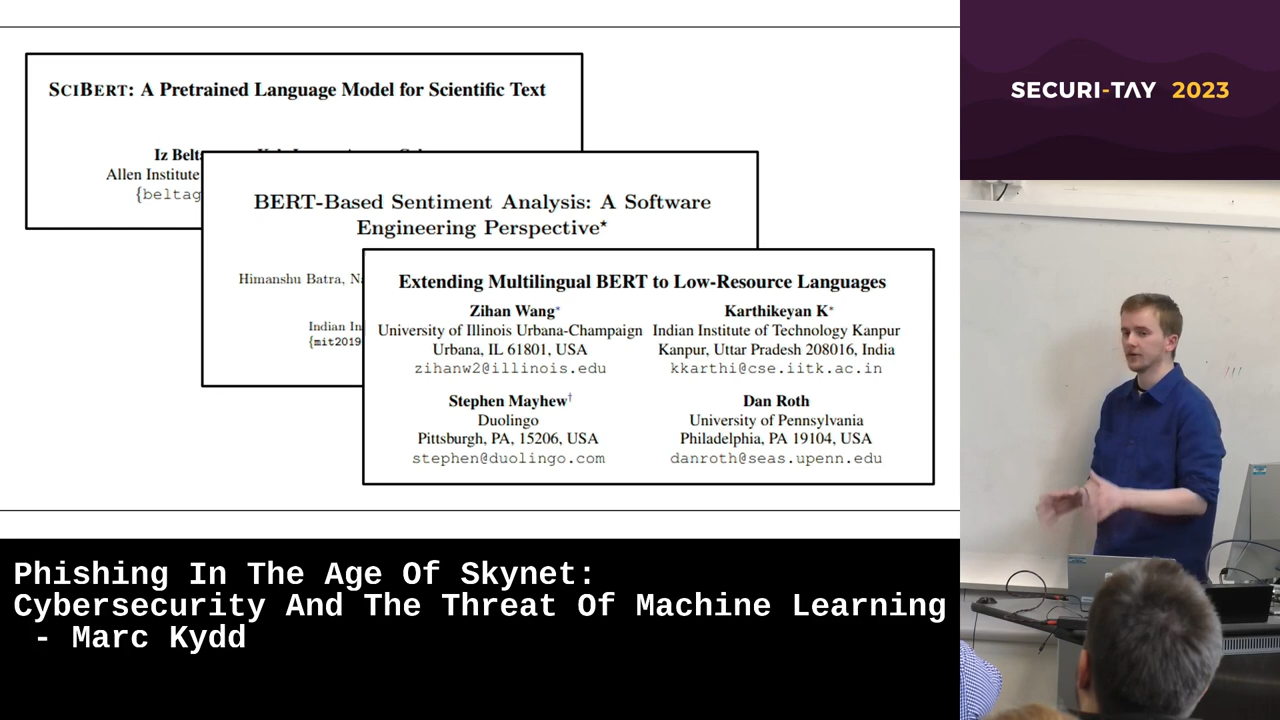 SCIBERT: A Pretrained Language Model for Scientific Text
Iz Belt
Allen Institute
{beltag
BERT-Based Sentiment Analysis: A Software
Engineering Perspective*
Himanshu Batra, Na
Indian In
{mit2019
Extending Multilingual BERT to Low-Resource Languages
Zihan Wang* Karthikeyan K*
University of Illinois Urbana-Champaign Indian Institute of Technology Kanpur
Urbana, IL 61801, USA Kanpur, Uttar Pradesh 208016, India
zihanw2@illinois.edu kkarthi@cse.iitk.ac.in
Stephen Mayhew† Dan Roth
Duolingo University of Pennsylvania
Pittsburgh, PA, 15206, USA Philadelphia, PA 19104, USA
stephen@duolingo.com danroth@seas.upenn.edu
Phishing In The Age Of Skynet:
Cybersecurity And The Threat Of Machine Learning
- Marc Kydd
SECURI-TAY 2023